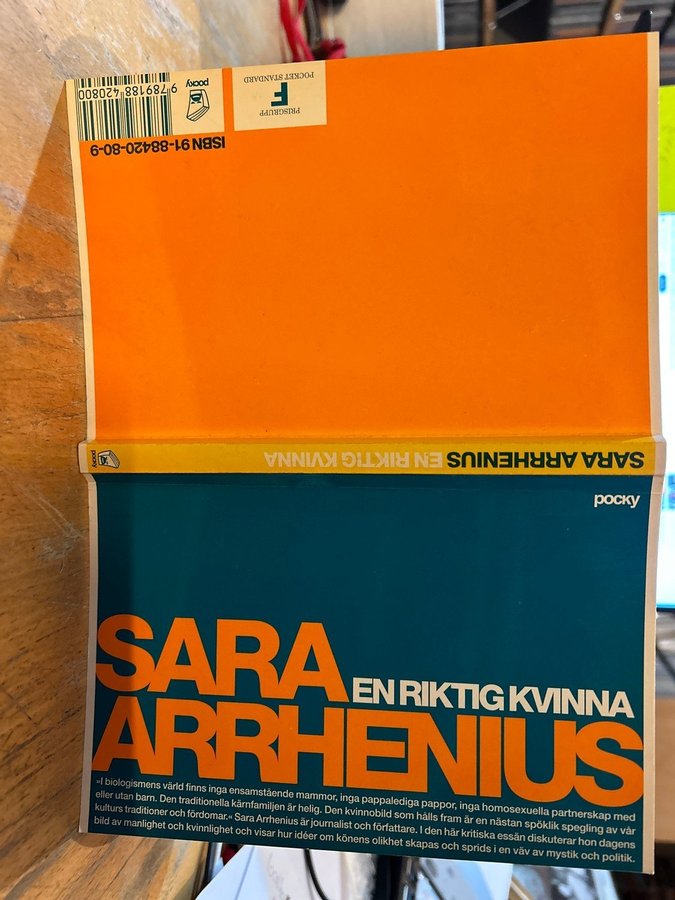 9 789188 420800
pocky
PRISGRUPP
F
POCKET STANDARD
ISBN 91-88420-80-9
SARA ARRHENIUS EN RIKTIG KVINNA
pocky
pocky
SARA
EN RIKTIG KVINNA
ARRHENIUS
»I biologismens värld finns inga ensamstående mammor, inga pappalediga pappor, inga homosexuella partnerskap med
eller utan barn. Den traditionella kärnfamiljen är helig. Den kvinnobild som hålls fram är en nästan spöklik spegling av vår
kulturs traditioner och fördomar.« Sara Arrhenius är journalist och författare. I den här kritiska essän diskuterar hon dagens
bild av manlighet och kvinnlighet och visar hur idéer om könens olikhet skapas och sprids i en väv av mystik och politik.